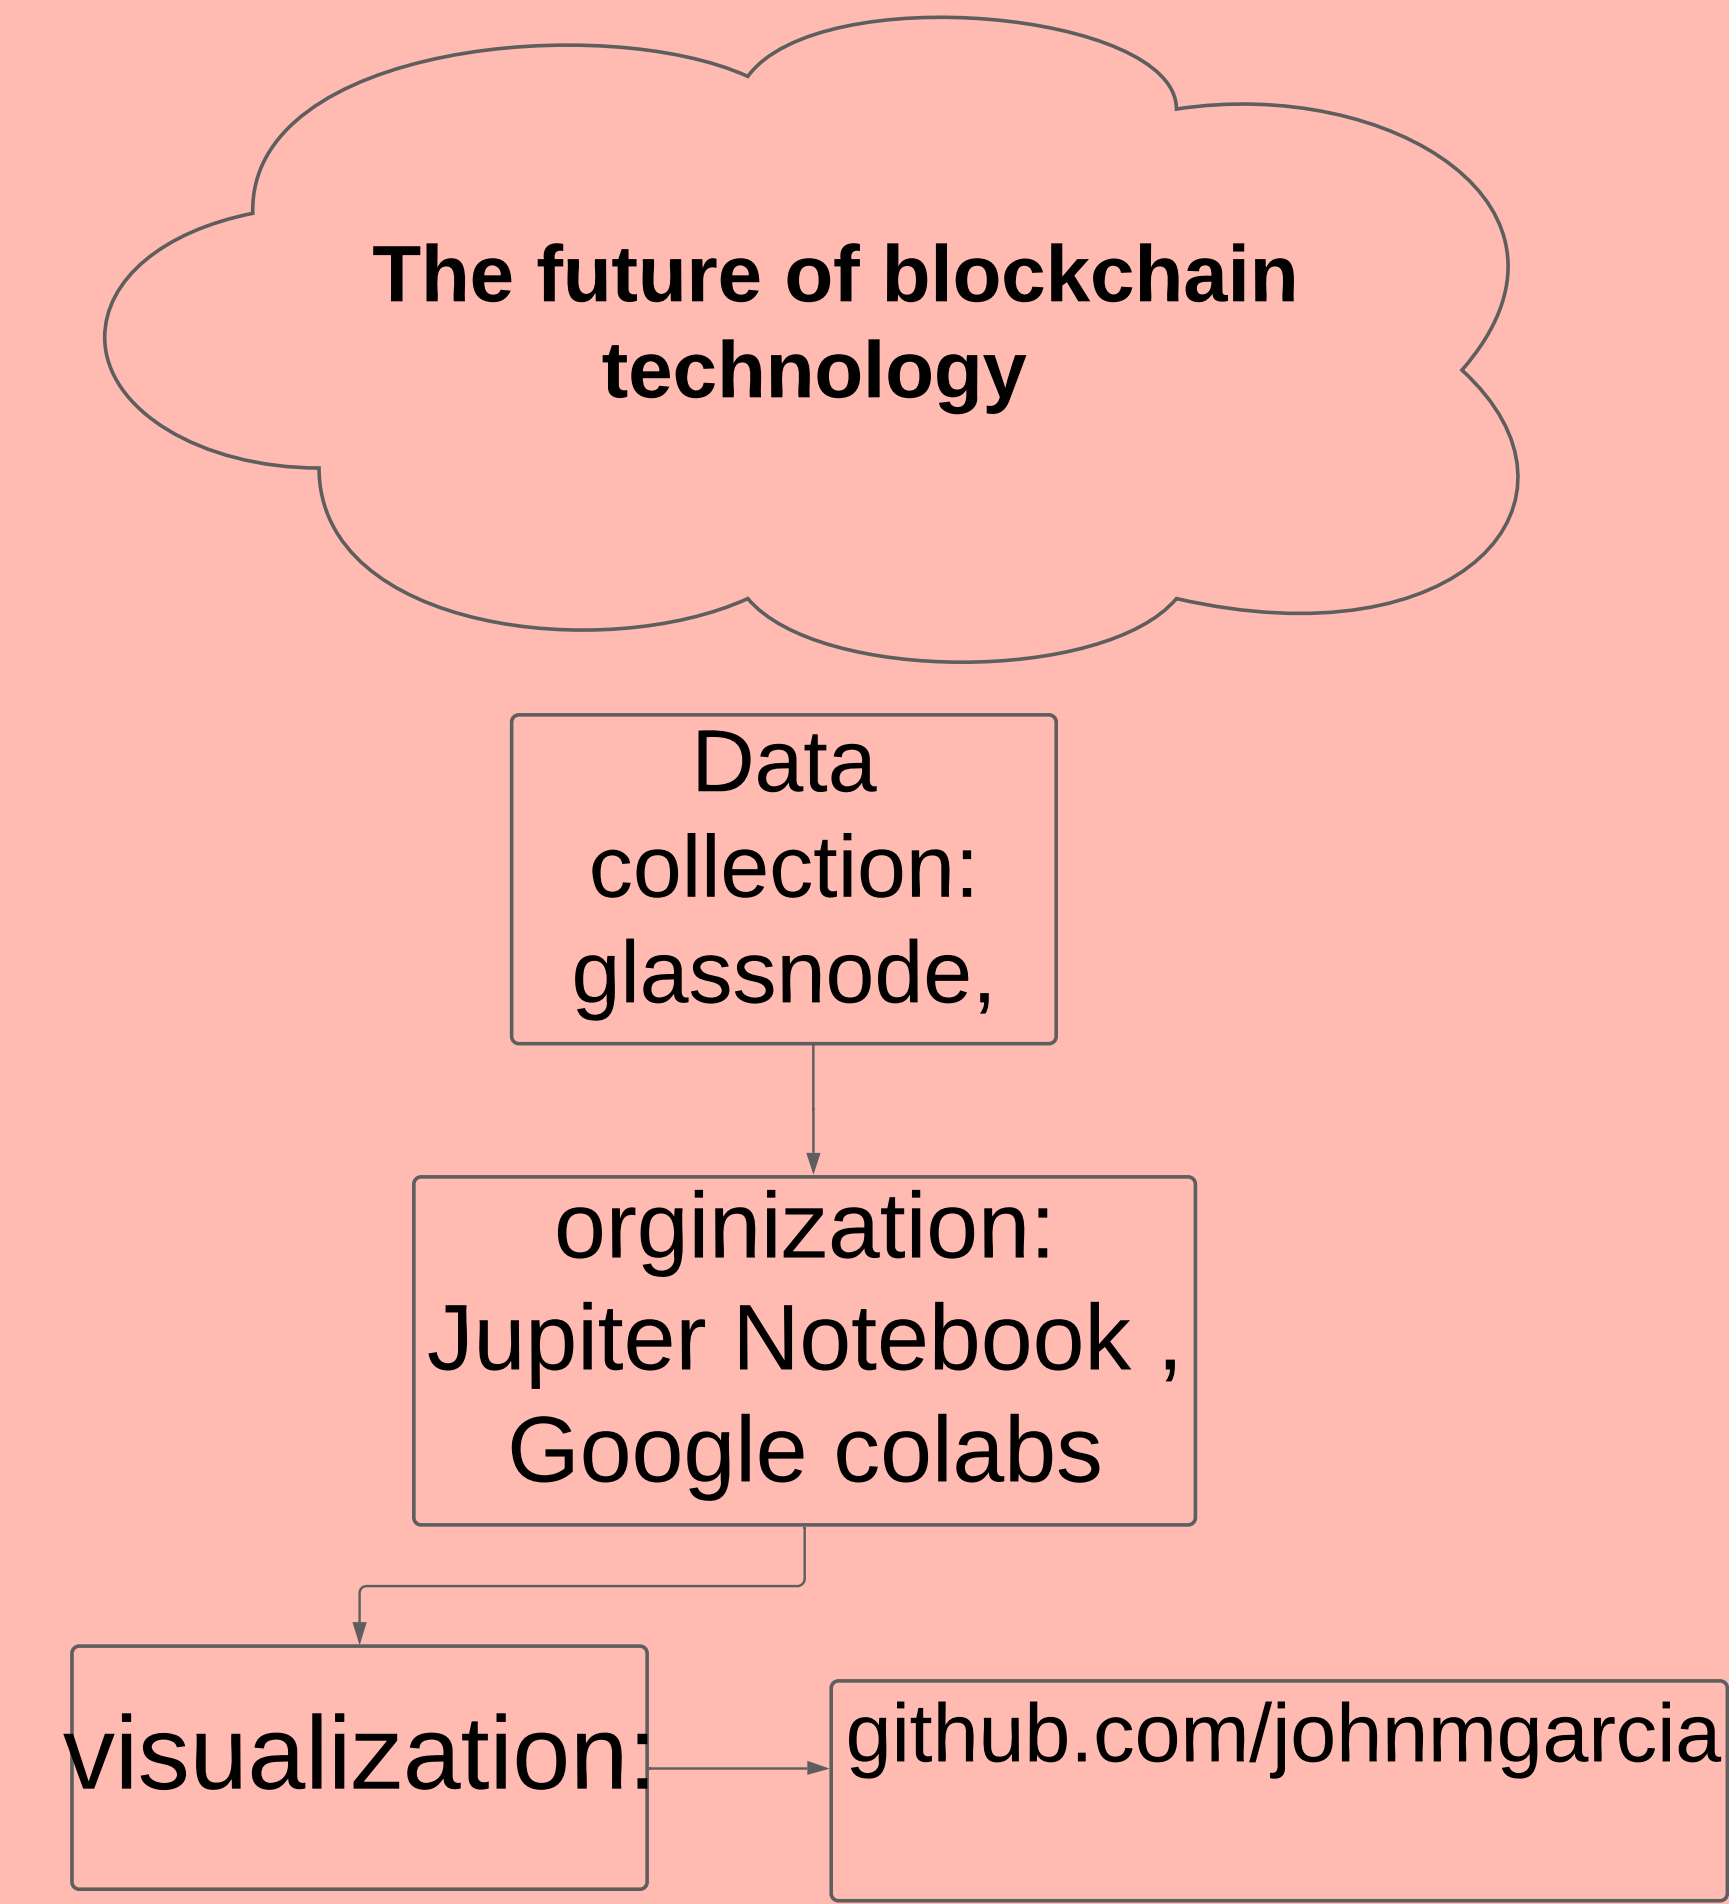 The future of blockchain
technology
Data
collection:
glassnode,
orginization:
Jupiter Notebook ,
Google colabs
visualization:
github.com/johnmgarcia